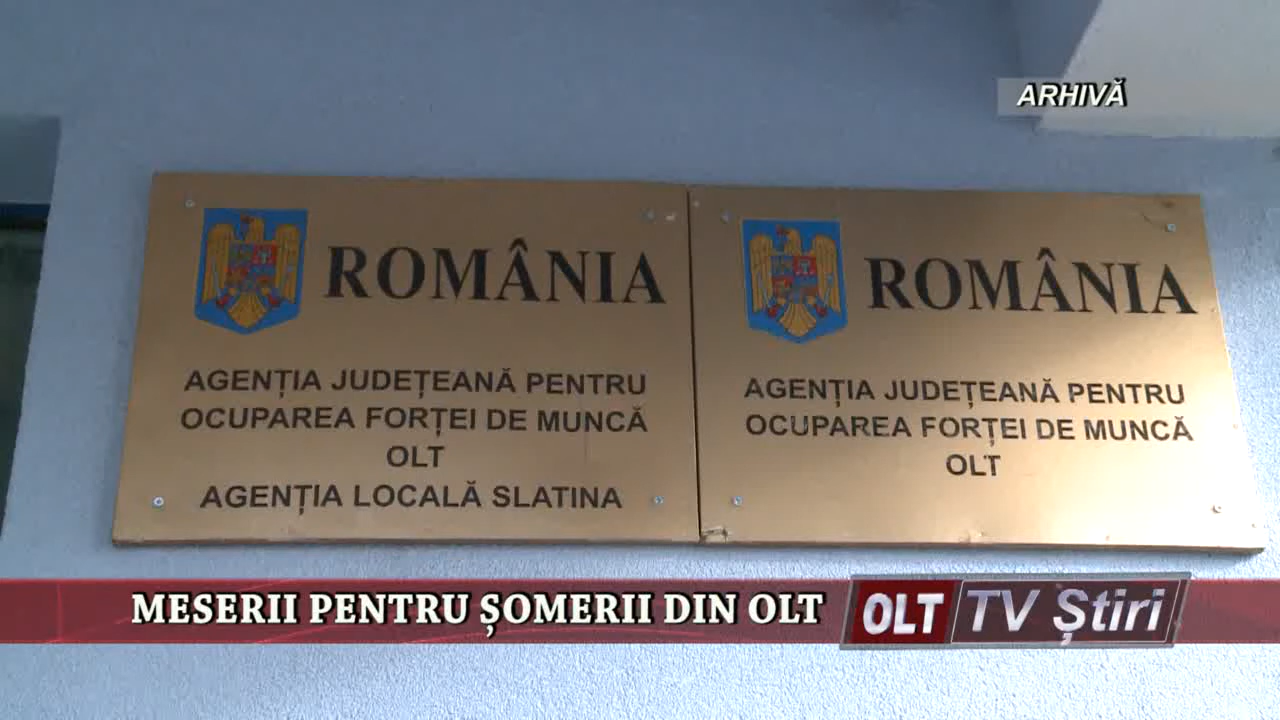 ARHIVĂ
ROMÂNIA
AGENȚIA JUDEȚEANĂ PENTRU
OCUPAREA FORȚEI DE MUNCĂ
OLT
AGENȚIA LOCALĂ SLATINA
ROMÂNIA
AGENȚIA JUDEȚEANĂ PENTRU
OCUPAREA FORȚEI DE MUNCĂ
OLT
MESERII PENTRU ȘOMERII DIN OLT
OLT TV Știri